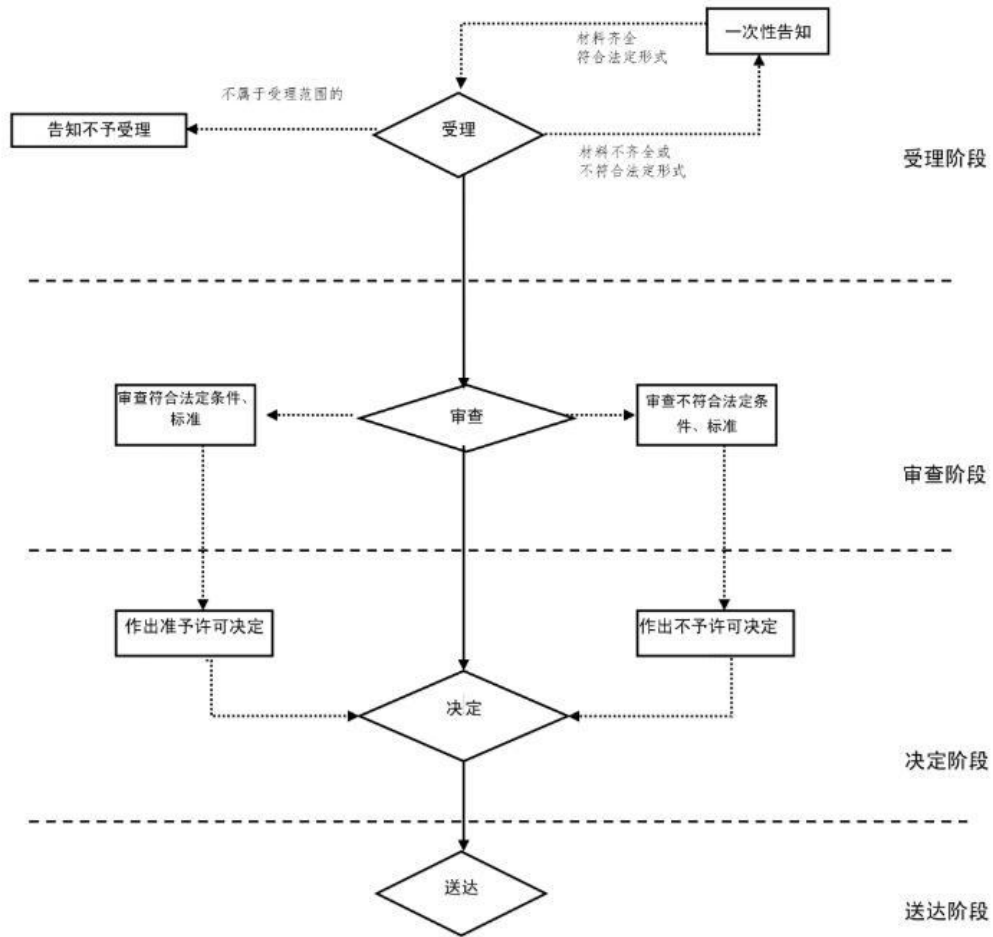 一次性告知
材料齐全
符合法定形式
不属于受理范围的
告知不予受理
受理
材料不齐全或
不符合法定形式
受理阶段
审查符合法定条件、
标准
审查
审查不符合法定条
件、标准
审查阶段
作出准予许可决定
作出不予许可决定
决定
决定阶段
送达
送达阶段